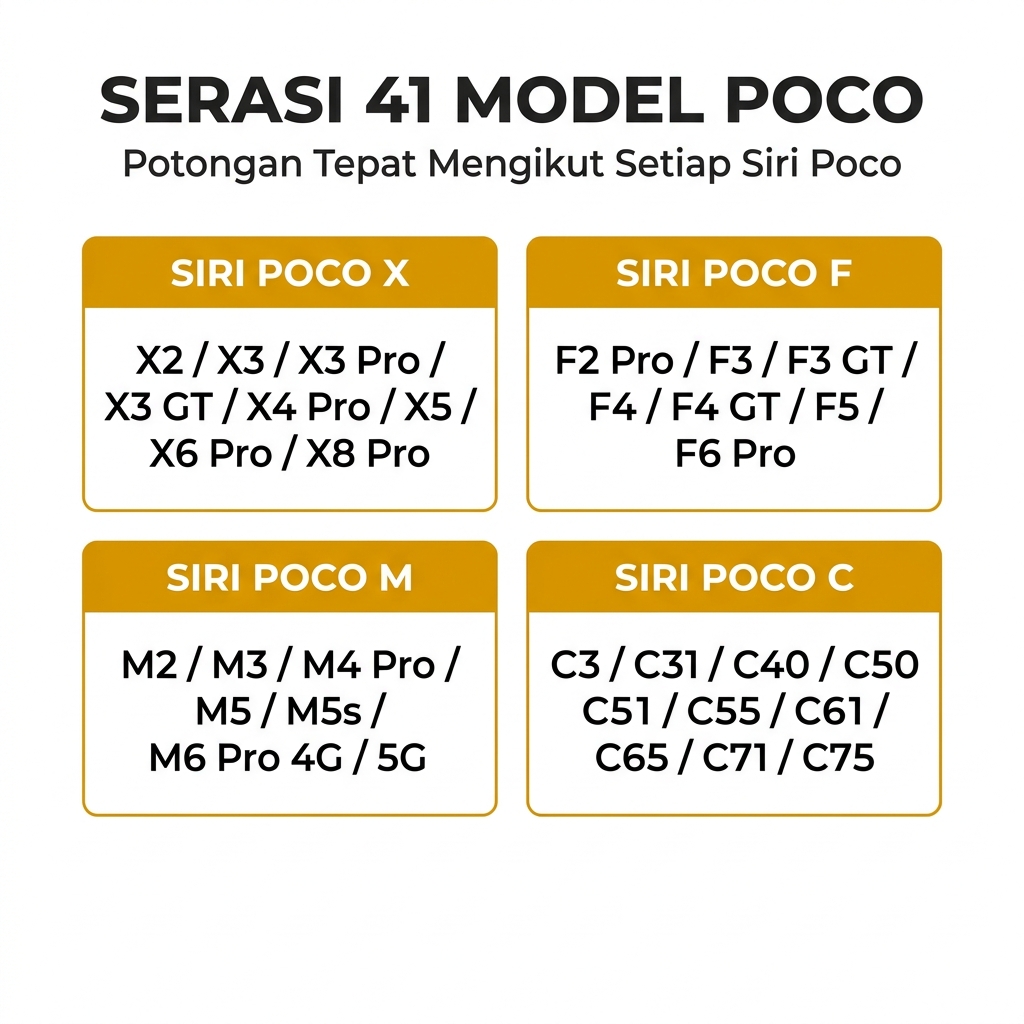 SERASI 41 MODEL POCO
Potongan Tepat Mengikut Setiap Siri Poco
SIRI POCO X
X2 / X3 / X3 Pro /
X3 GT / X4 Pro / X5 /
X6 Pro / X8 Pro
SIRI POCO F
F2 Pro / F3 / F3 GT /
F4 / F4 GT / F5 /
F6 Pro
SIRI POCO M
M2 / M3 / M4 Pro /
M5 / M5s /
M6 Pro 4G / 5G
SIRI POCO C
C3 / C31 / C40 / C50
C51 / C55 / C61 /
C65 / C71 / C75